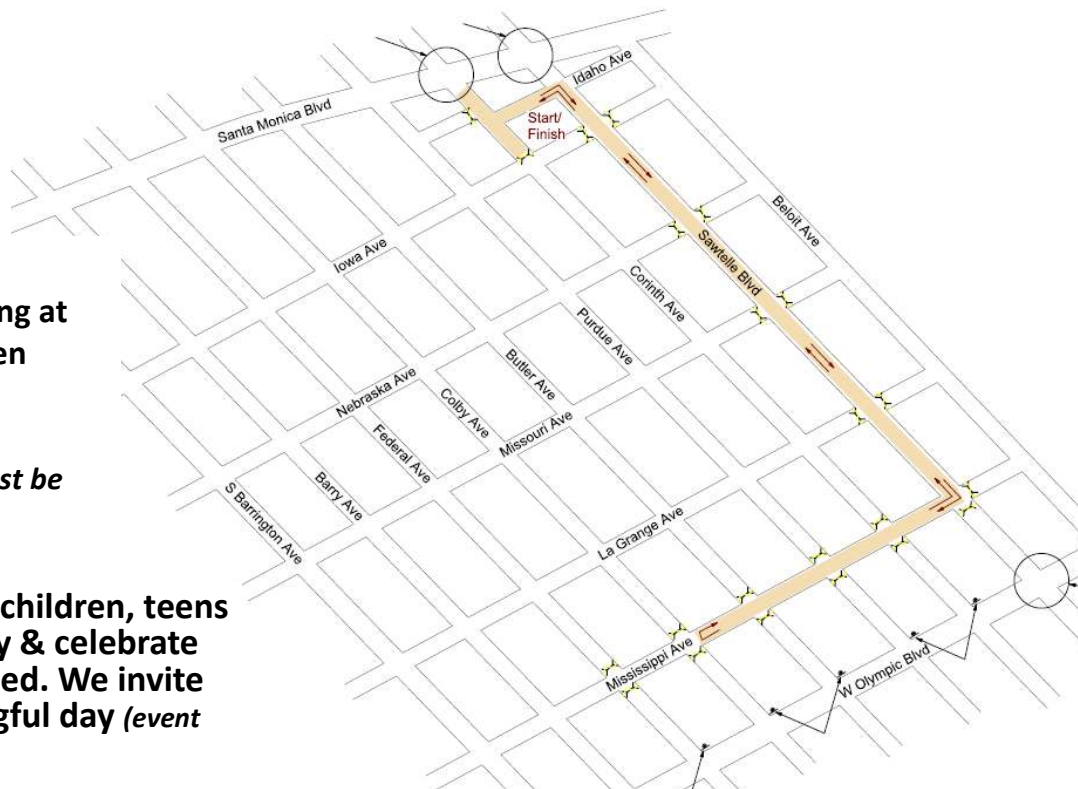 Idaho Ave
Santa Monica Blvd
Start/
Finish
Beloit Ave
Sawtelle Blvd
Iowa Ave
Corinth Ave
Purdue Ave
Butler Ave
Nebraska Ave
Colby Ave
Missouri Ave
Federal Ave
Barry Ave
S Barrington Ave
La Grange Ave
Mississippi Ave
W Olympic Blvd
ng at
en
st be
children, teens
y & celebrate
ed. We invite
gful day (event